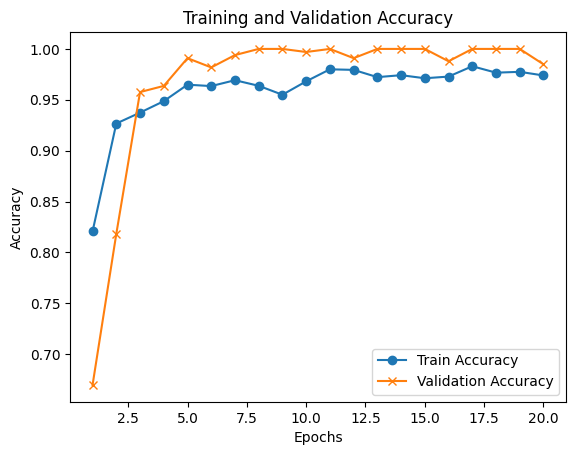 Training and Validation Accuracy
Accuracy
1.00
0.95
0.90
0.85
0.80
0.75
0.70
Train Accuracy
Validation Accuracy
2.5 5.0 7.5 10.0 12.5 15.0 17.5 20.0
Epochs